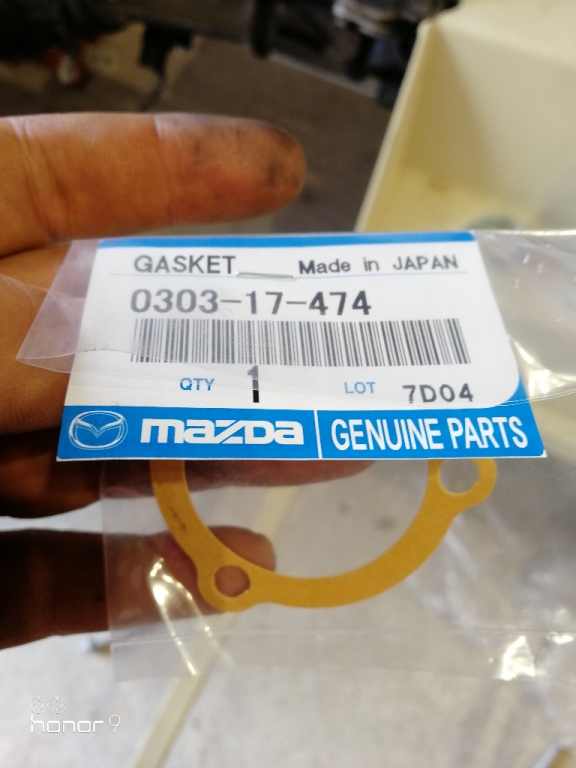 GASKET Made in JAPAN
0303-17-474
QTY 1 LOT 7D04
mazda GENUINE PARTS
honor 9